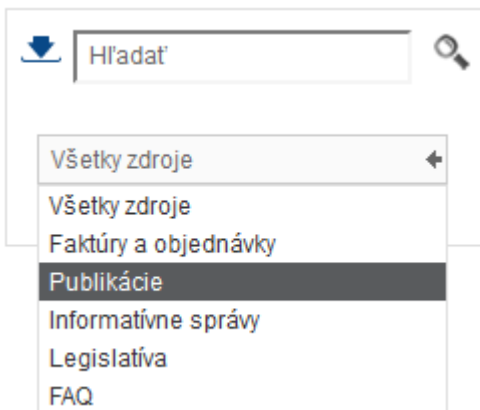 Hľadať
Všetky zdroje
Všetky zdroje
Faktúry a objednávky
Publikácie
Informatívne správy
Legislatíva
FAQ